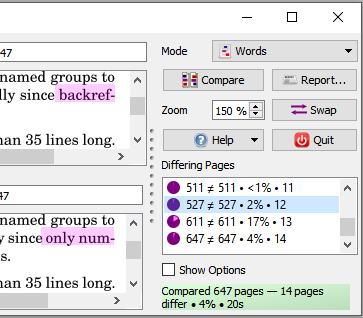 47
named groups to
lly since backref-
han 35 lines long.
47
named groups to
y since only num-
s.
han 35 lines long.
Mode
Words
Compare
Report...
Zoom
150 %
Swap
Help
Quit
Differing Pages
511 ≠ 511 • <1% • 11
527 ≠ 527 • 2% • 12
611 ≠ 611 • 17% • 13
647 ≠ 647 • 4% • 14
Show Options
Compared 647 pages — 14 pages
differ • 4% • 20s